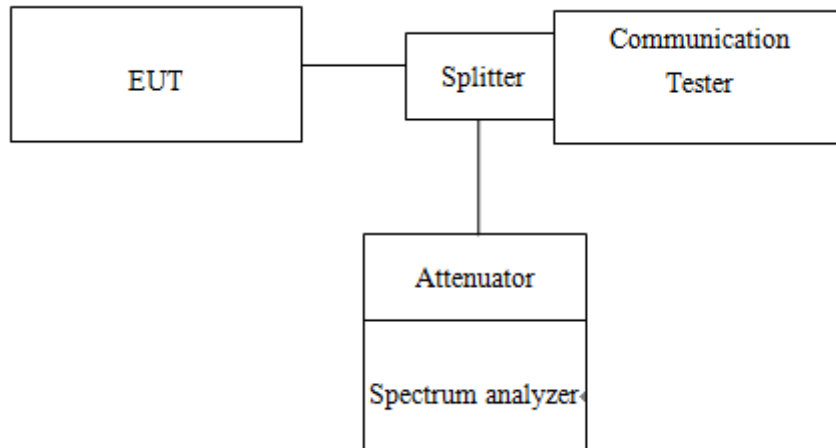 EUT
Splitter
Communication
Tester
Attenuator
Spectrum analyzer